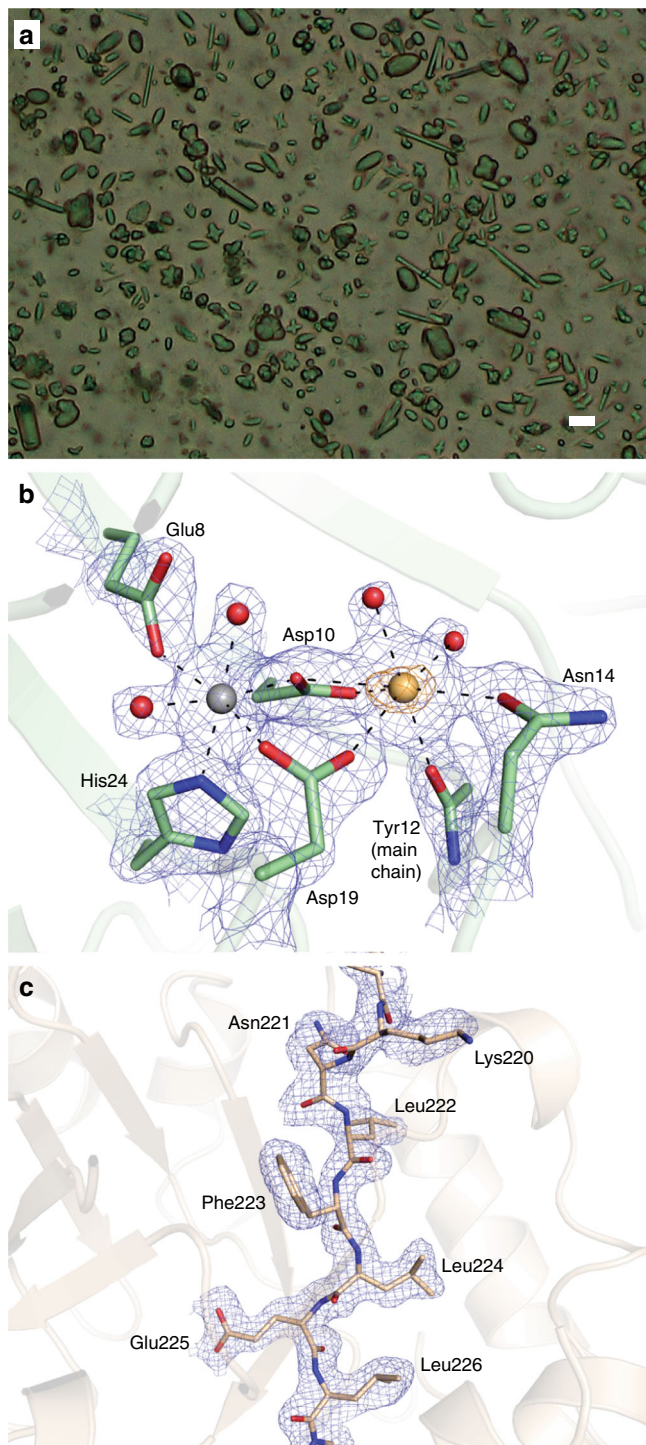 a
b
Glu8
Asp10
Asn14
His24
Tyr12
(main
chain)
Asp19
c
Asn221
Lys220
Leu222
Phe223
Leu224
Glu225
Leu226